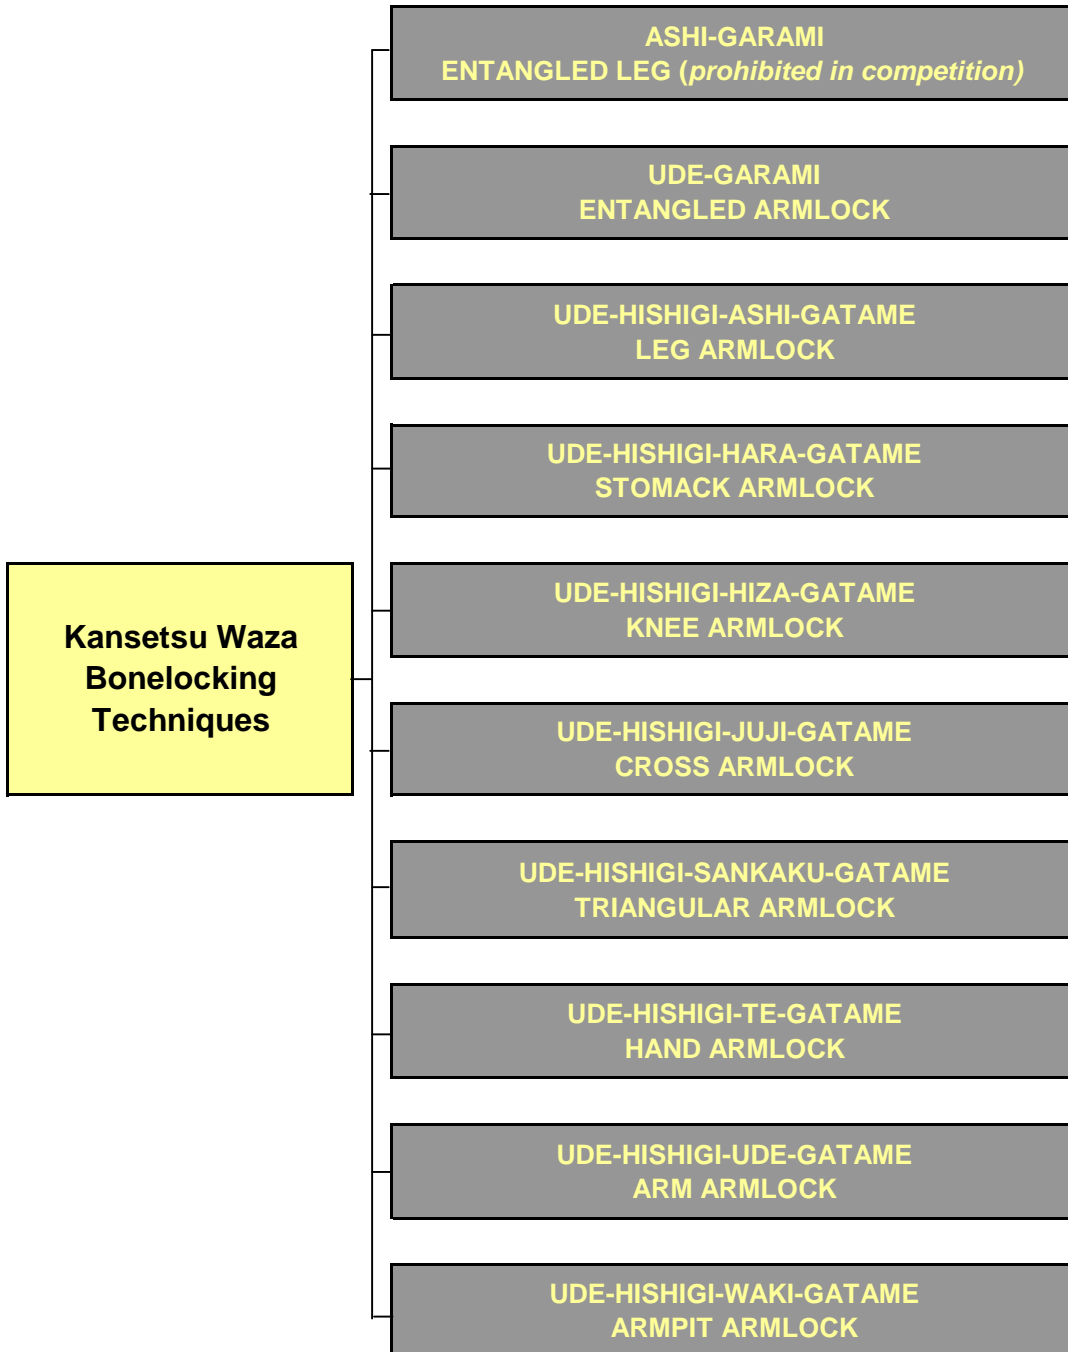 ASHI-GARAMI
ENTANGLED LEG (prohibited in competition)
UDE-GARAMI
ENTANGLED ARMLOCK
UDE-HISHIGI-ASHI-GATAME
LEG ARMLOCK
UDE-HISHIGI-HARA-GATAME
STOMACK ARMLOCK
Kansetsu Waza
Bonelocking
Techniques
UDE-HISHIGI-HIZA-GATAME
KNEE ARMLOCK
UDE-HISHIGI-JUJI-GATAME
CROSS ARMLOCK
UDE-HISHIGI-SANKAKU-GATAME
TRIANGULAR ARMLOCK
UDE-HISHIGI-TE-GATAME
HAND ARMLOCK
UDE-HISHIGI-UDE-GATAME
ARM ARMLOCK
UDE-HISHIGI-WAKI-GATAME
ARMPIT ARMLOCK